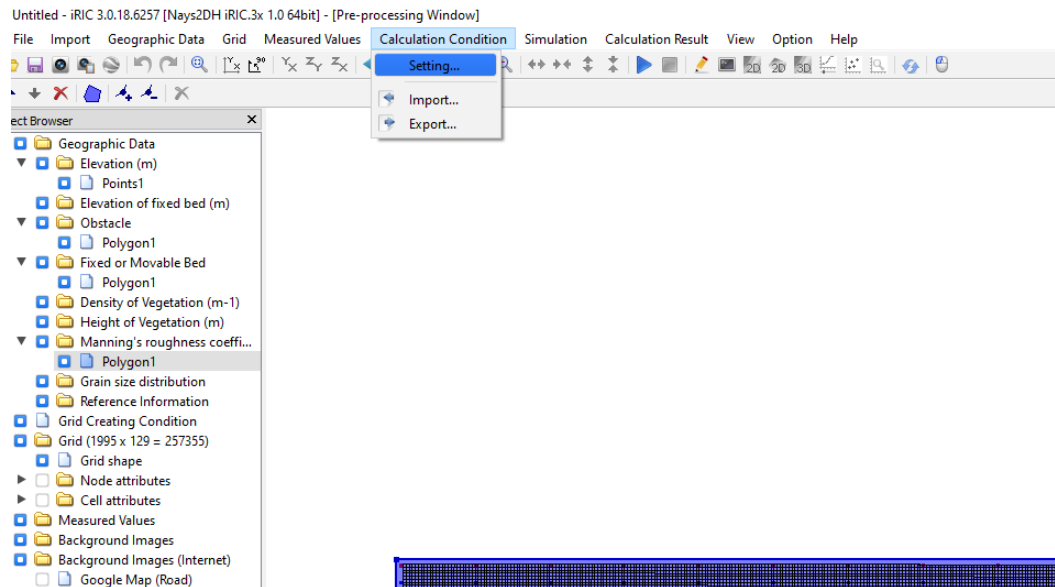 Untitled - iRIC 3.0.18.6257 [Nays2DH iRIC.3x 1.0 64bit] - [Pre-processing Window]
File Import Geographic Data Grid Measured Values Calculation Condition Simulation Calculation Result View Option Help
Setting...
Import...
Export...
ect Browser
Geographic Data
Elevation (m)
Points1
Elevation of fixed bed (m)
Obstacle
Polygon1
Fixed or Movable Bed
Polygon1
Density of Vegetation (m-1)
Height of Vegetation (m)
Manning's roughness coeffi...
Polygon1
Grain size distribution
Reference Information
Grid Creating Condition
Grid (1995 x 129 = 257355)
Grid shape
Node attributes
Cell attributes
Measured Values
Background Images
Background Images (Internet)
Google Map (Road)